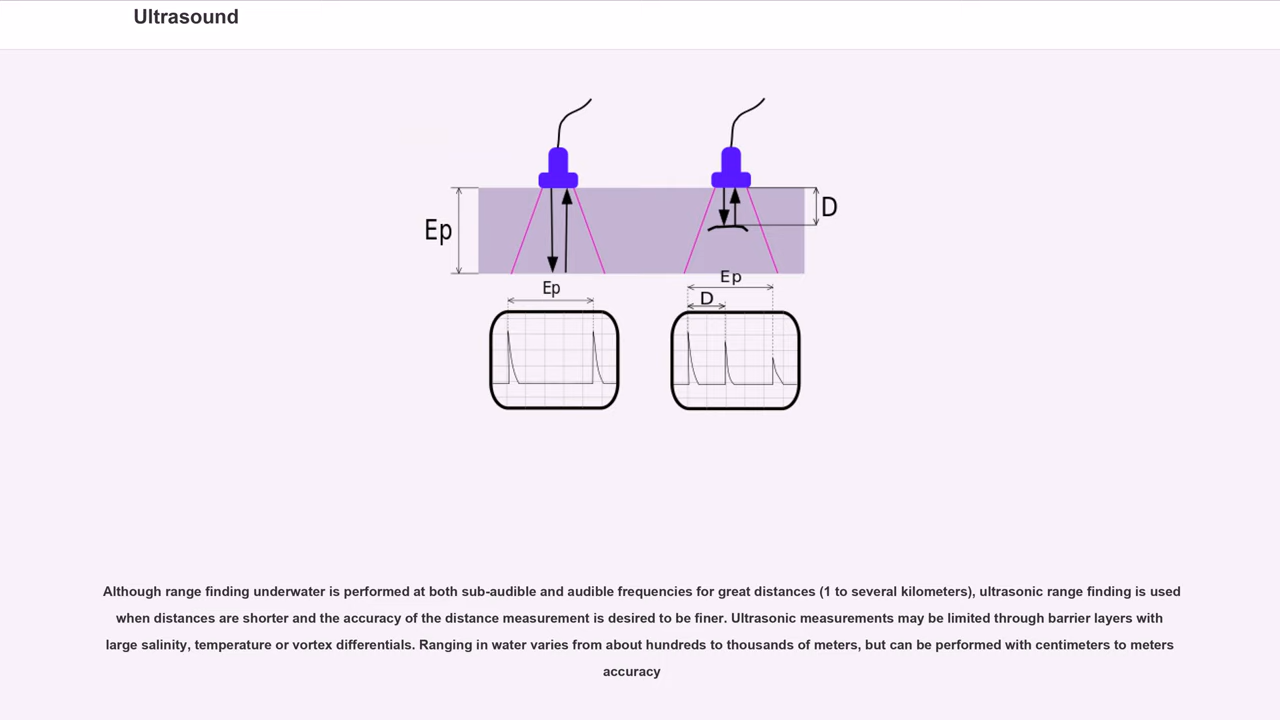 Ultrasound
Ep
D
Ep
Ep
D
Although range finding underwater is performed at both sub-audible and audible frequencies for great distances (1 to several kilometers), ultrasonic range finding is used
when distances are shorter and the accuracy of the distance measurement is desired to be finer. Ultrasonic measurements may be limited through barrier layers with
large salinity, temperature or vortex differentials. Ranging in water varies from about hundreds to thousands of meters, but can be performed with centimeters to meters
accuracy